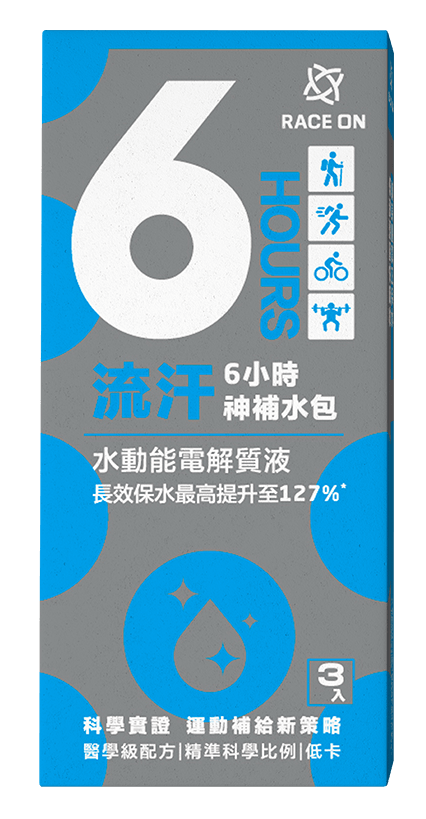 RACE ON
6
HOURS
流汗
6小時
神補水包
水動能電解質液
長效保水最高提升至127%*
3
入
科學實證 運動補給新策略
醫學級配方|精準科學比例|低卡